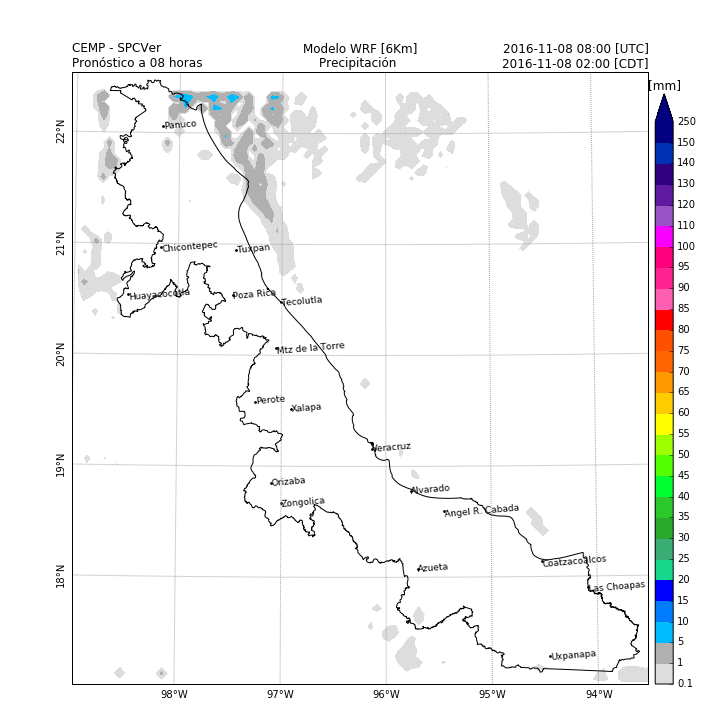 CEMP - SPCVer
Modelo WRF [6Km]
2016-11-08 08:00 [UTC]
Pronóstico a 08 horas
Precipitación
2016-11-08 02:00 [CDT]
[mm]
250
150
140
130
120
110
100
95
90
85
80
75
70
65
60
55
50
45
40
35
30
25
20
15
10
5
1
0.1
22°N
21°N
20°N
19°N
18°N
Panuco
Chicontepec
Tuxpan
Huayacocotla
Poza Rica
Tecolutla
Mtz de la Torre
Perote
Xalapa
Veracruz
Orizaba
Alvarado
Zongolica
Angel R. Cabada
Azueta
Coatzacoalcos
Las Choapas
Uxpanapa
98°W
97°W
96°W
95°W
94°W